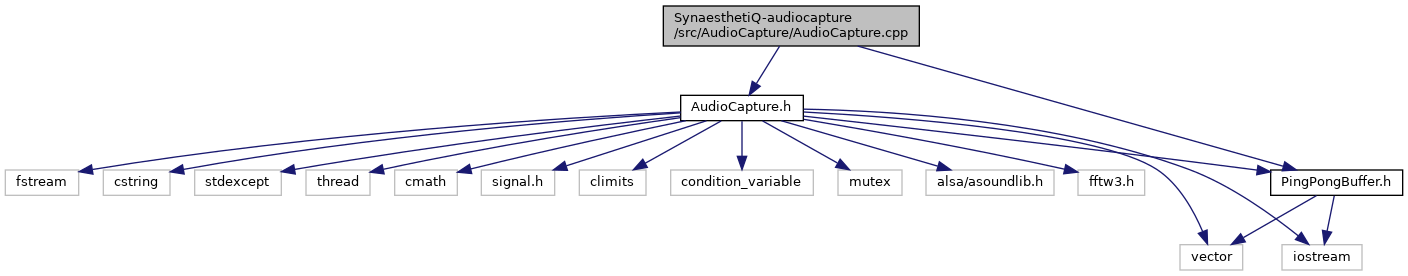 SynaesthetiQ-audiocapture
/src/AudioCapture/AudioCapture.cpp
AudioCapture.h
fstream
cstring
stdexcept
thread
cmath
signal.h
climits
condition_variable
mutex
alsa/asoundlib.h
fftw3.h
PingPongBuffer.h
vector
iostream